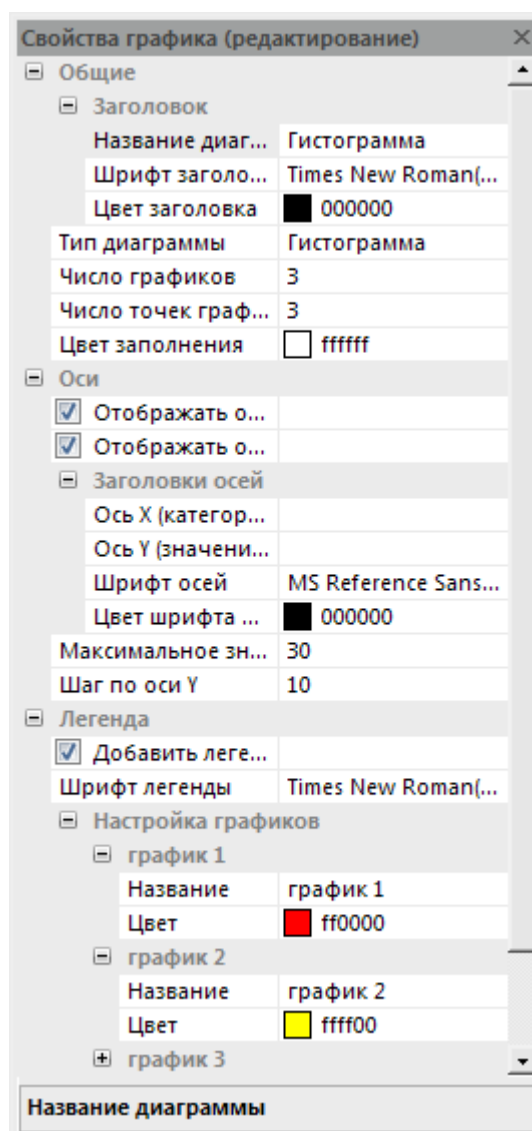 Свойства графика (редактирование)
Общие
Заголовок
Название диаг... Гистограмма
Шрифт заголо... Times New Roman(...
Цвет заголовка 000000
Тип диаграммы Гистограмма
Число графиков 3
Число точек граф... 3
Цвет заполнения ffffff
Оси
Отображать о...
Отображать о...
Заголовки осей
Ось X (категор...
Ось Y (значени...
Шрифт осей MS Reference Sans...
Цвет шрифта ... 000000
Максимальное зн... 30
Шаг по оси Y 10
Легенда
Добавить леге...
Шрифт легенды Times New Roman(...
Настройка графиков
график 1
Название график 1
Цвет ff0000
график 2
Название график 2
Цвет ffff00
график 3
Название диаграммы